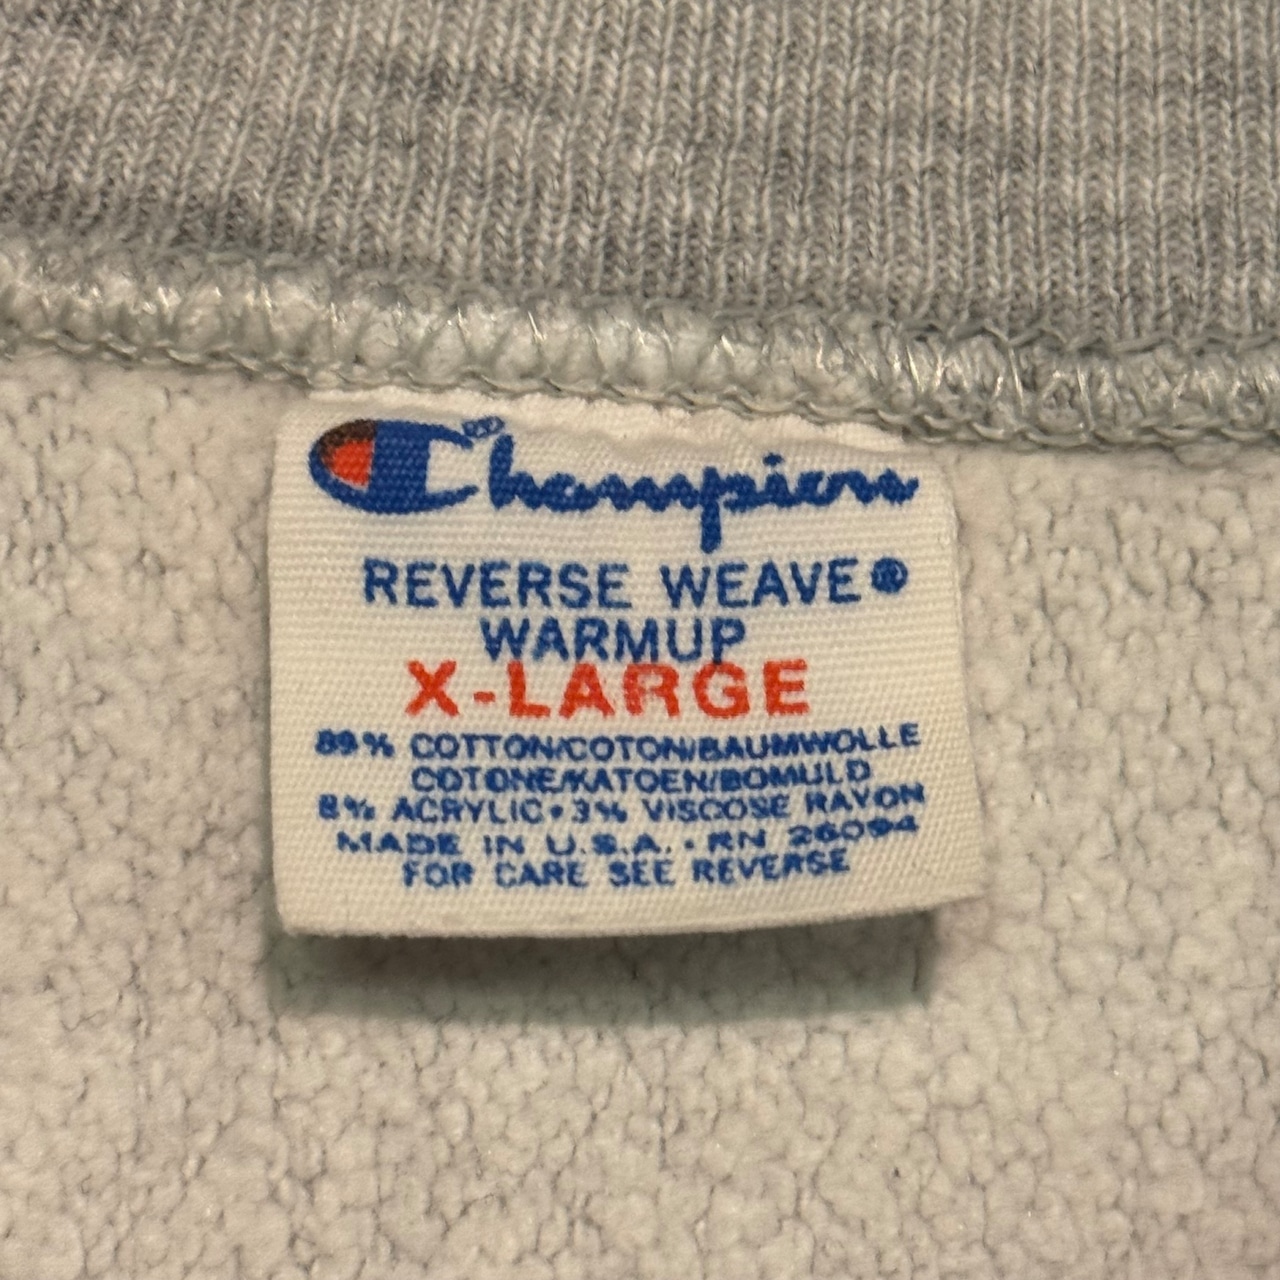 Champion
REVERSE WEAVE®
WARMUP
X-LARGE
89% COTTON/COTON/BAUMWOLLE
COTONE/KATOEN/BOMULD
8% ACRYLIC • 3% VISCOSE RAYON
MADE IN U.S.A. • RN 26094
FOR CARE SEE REVERSE